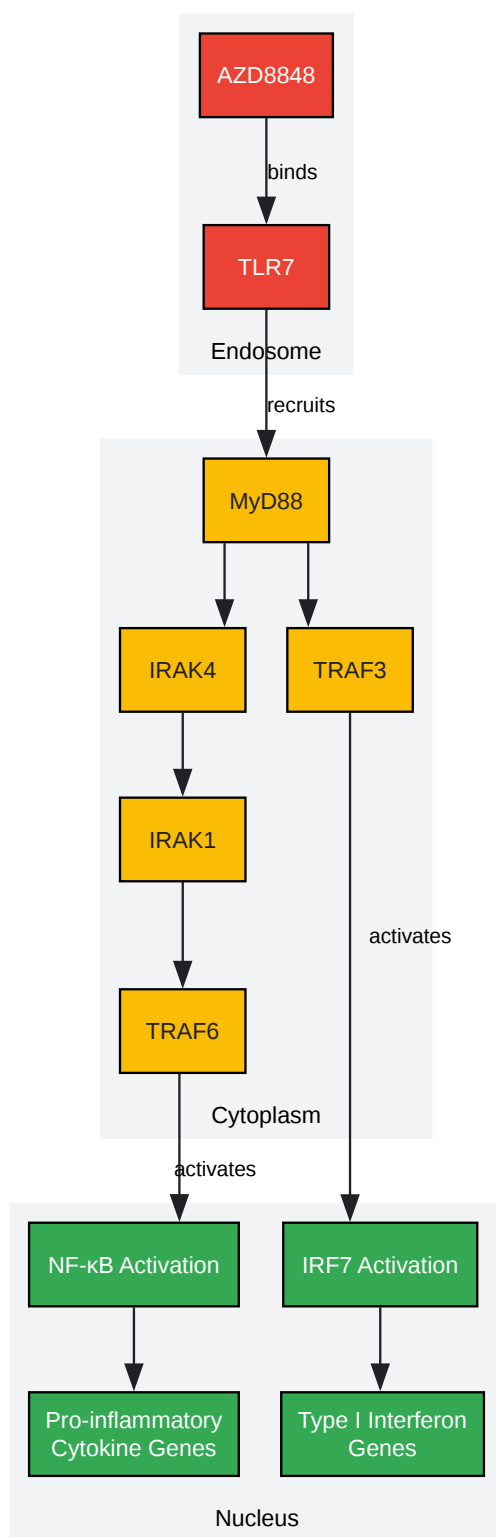 AZD8848
binds
TLR7
Endosome
recruits
MyD88
IRAK4
TRAF3
IRAK1
activates
TRAF6
Cytoplasm
activates
NF-κB Activation
IRF7 Activation
Pro-inflammatory
Cytokine Genes
Type I Interferon
Genes
Nucleus